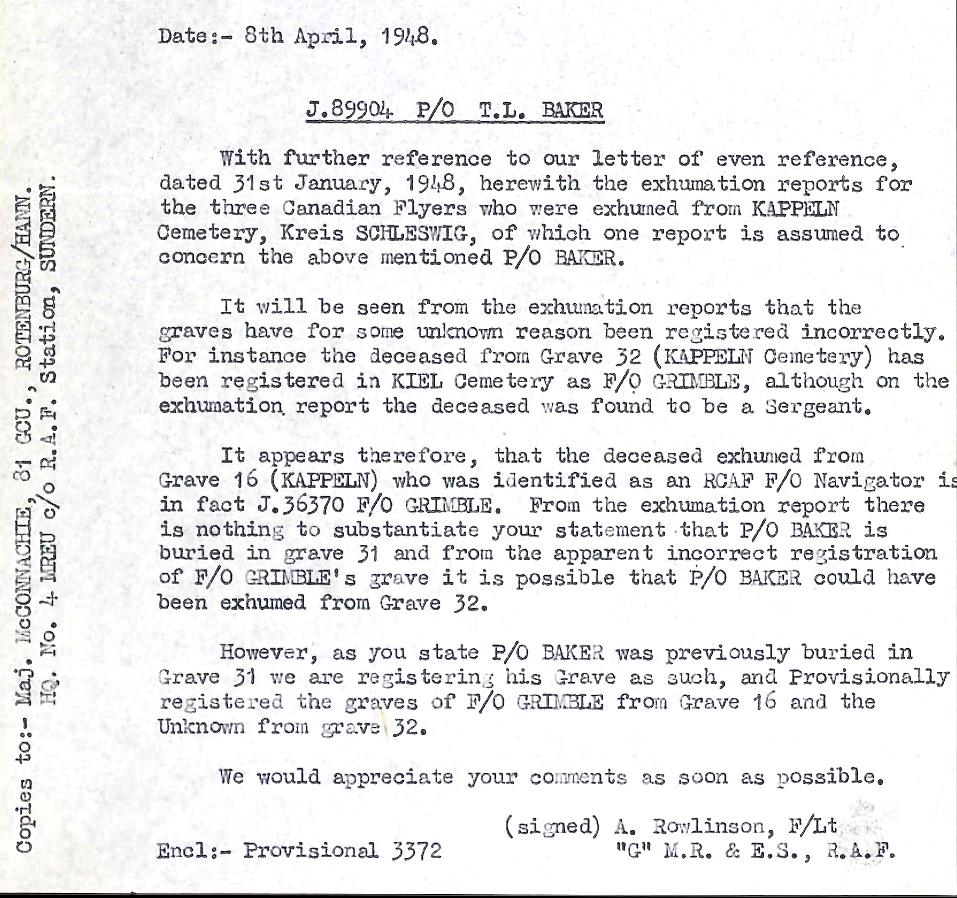 Date:- 8th April, 1948.
J.89904 P/O T.L. BAKER
With further reference to our letter of even reference,
dated 31st January, 1948, herewith the exhumation reports for
the three Canadian Flyers who were exhumed from KAPPELN
Cemetery, Kreis SCHLESWIG, of which one report is assumed to
concern the above mentioned P/O BAKER.
It will be seen from the exhumation reports that the
graves have for some unknown reason been registered incorrectly.
For instance the deceased from Grave 32 (KAPPELN Cemetery) has
been registered in KIEL Cemetery as F/O GRIMBLE, although on the
exhumation report the deceased was found to be a Sergeant.
It appears therefore, that the deceased exhumed from
Grave 16 (KAPPELN) who was identified as an RCAF F/O Navigator is
in fact J.36370 F/O GRIMBLE. From the exhumation report there
is nothing to substantiate your statement that P/O BAKER is
buried in grave 31 and from the apparent incorrect registration
of F/O GRIMBLE's grave it is possible that P/O BAKER could have
been exhumed from Grave 32.
However, as you state P/O BAKER was previously buried in
Grave 31 we are registering his Grave as such, and Provisionally
registered the graves of F/O GRIMBLE from Grave 16 and the
Unknown from grave 32.
We would appreciate your comments as soon as possible.
(signed) A. Rowlinson, F/Lt
Encl:- Provisional 3372 "G" M.R. & E.S., R.A.F.
Copies to:- Maj. McCONNACHIE, 81 GCU., ROTENBURG/HANN.
HQ. No. 4 MREU c/o R.A.F. Station, SUNDERN.